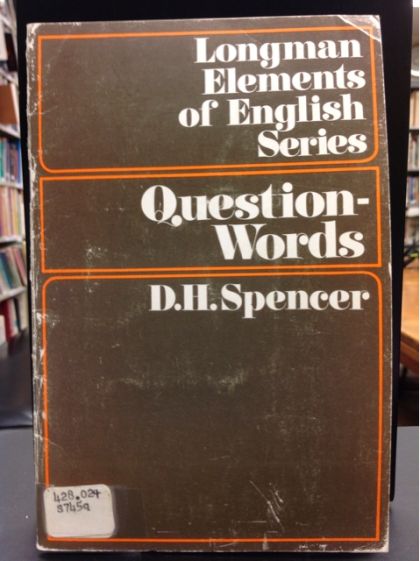 Longman
Elements
of English
Series
Question-
Words
D.H. Spencer
428.024
S745q